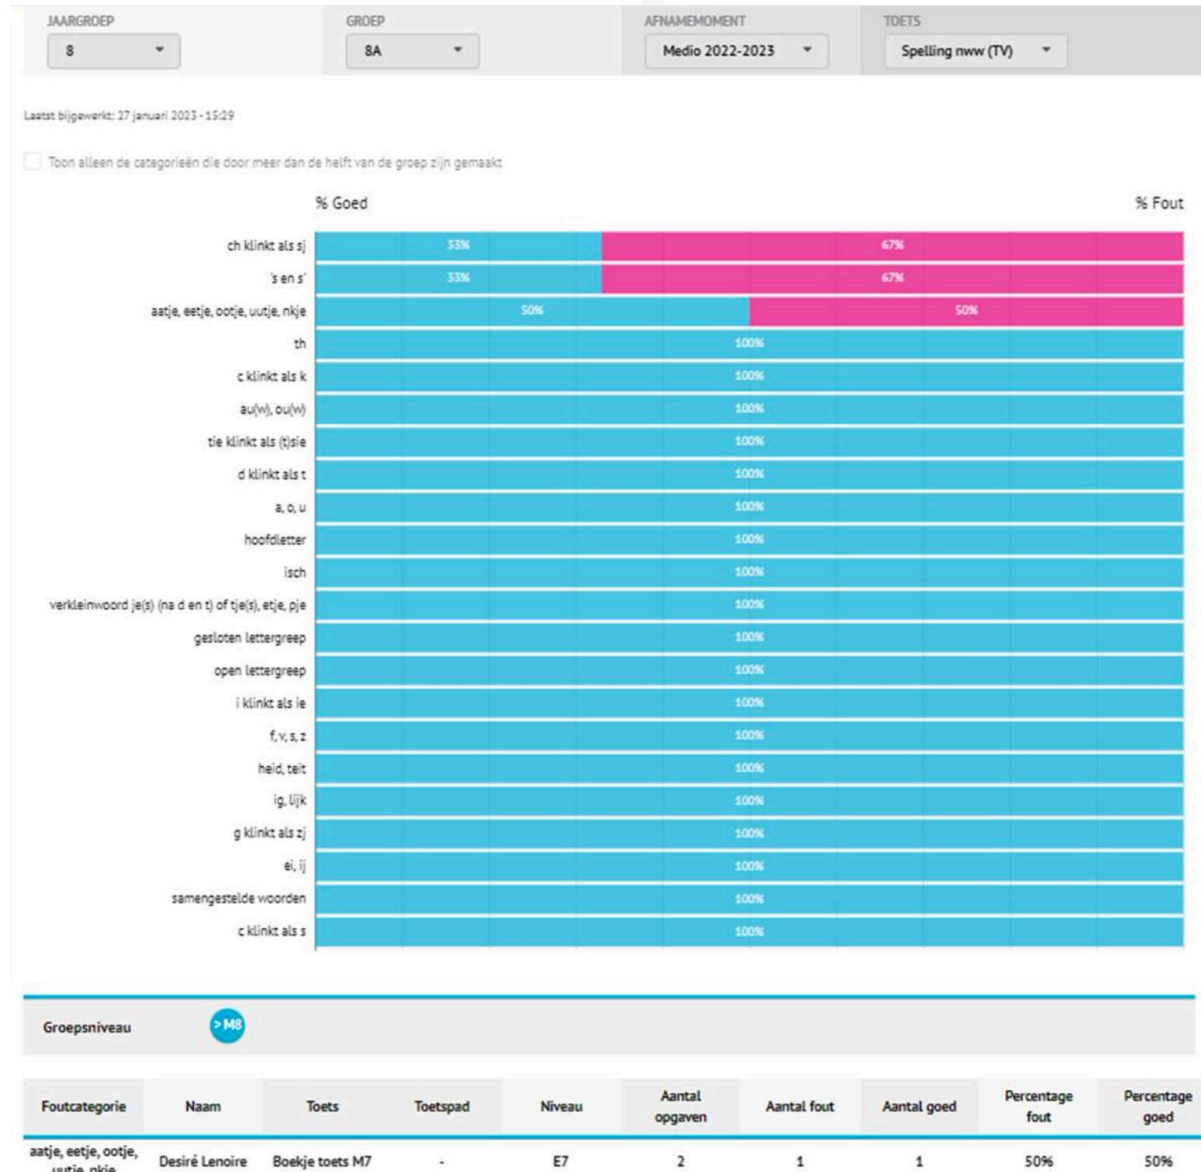 JAARGROEP GROEP AFNAMEMOMENT TOETS
8 8A Medio 2022-2023 Spelling nww (TV)
Laatst bijgewerkt: 27 januari 2023 - 15:29
Toon alleen de categorieën die door meer dan de helft van de groep zijn gemaakt
% Goed % Fout
ch klinkt als sj 33% 67%
's en s' 33% 67%
aatje, eetje, ootje, uutje, nkje 50% 50%
th 100%
c klinkt als k 100%
au(w), ou(w) 100%
tie klinkt als (t)sie 100%
d klinkt als t 100%
a, o, u 100%
hoofdletter 100%
isch 100%
verkleinwoord je(s) (na d en t) of tje(s), etje, pje 100%
gesloten lettergreep 100%
open lettergreep 100%
i klinkt als ie 100%
f, v, s, z 100%
heid, teit 100%
ig, lijk 100%
g klinkt als zj 100%
ei, ij 100%
samengestelde woorden 100%
c klinkt als s 100%
Groepsniveau > M8
Foutcategorie Naam Toets Toetspad Niveau Aantal opgaven Aantal fout Aantal goed Percentage fout Percentage goed
aatje, eetje, ootje, uutje, nkje Desiré Lenoire Boekje toets M7 - E7 2 1 1 50% 50%